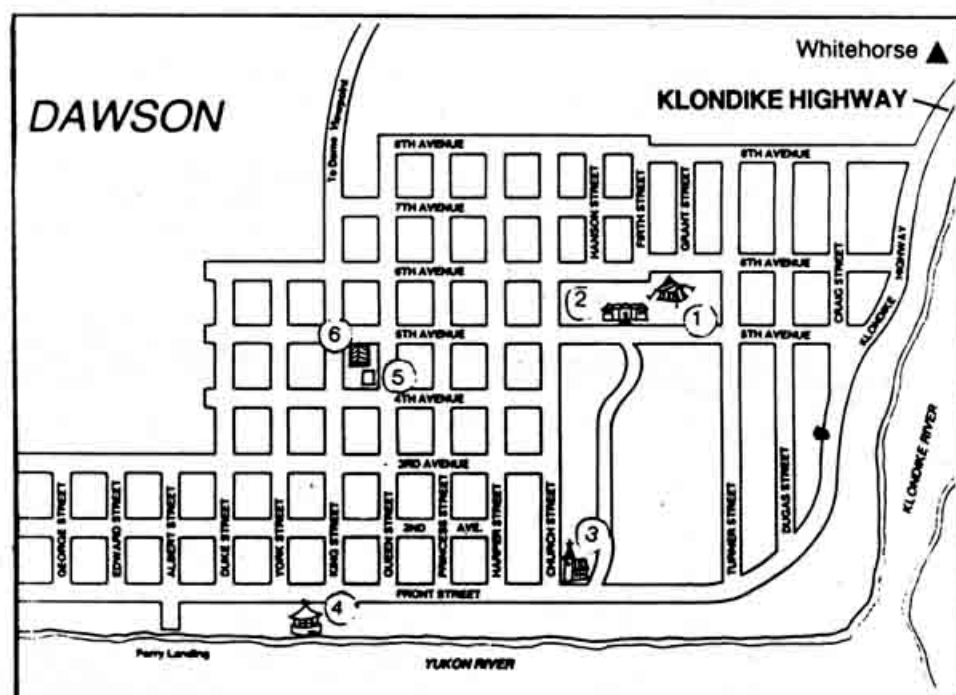 Whitehorse ▲
KLONDIKE HIGHWAY
DAWSON
To Dome Viewpoint
8TH AVENUE
8TH AVENUE
7TH AVENUE
HANSON STREET
FIRTH STREET
GRANT STREET
6TH AVENUE
6TH AVENUE
CRAIG STREET
KLONDIKE HIGHWAY
2
1
6
5TH AVENUE
5TH AVENUE
5
4TH AVENUE
3RD AVENUE
KLONDIKE RIVER
GEORGE STREET
EDWARD STREET
ALBERT STREET
DUKE STREET
YORK STREET
KING STREET
QUEEN STREET
PRINCESS STREET
HARPER STREET
CHURCH STREET
TURNER STREET
DUGAS STREET
2ND AVE.
3
FRONT STREET
4
Ferry Landing
YUKON RIVER